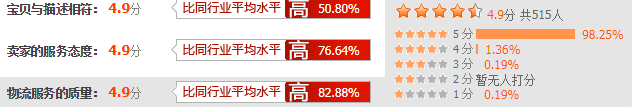 宝贝与描述相符： 4.9分 比同行业平均水平 高 50.80%
卖家的服务态度： 4.9分 比同行业平均水平 高 76.64%
物流服务的质量： 4.9分 比同行业平均水平 高 82.88%
4.9分 共515人
5 分 98.25%
4 分 1.36%
3 分 0.19%
2 分 暂无人打分
1 分 0.19%